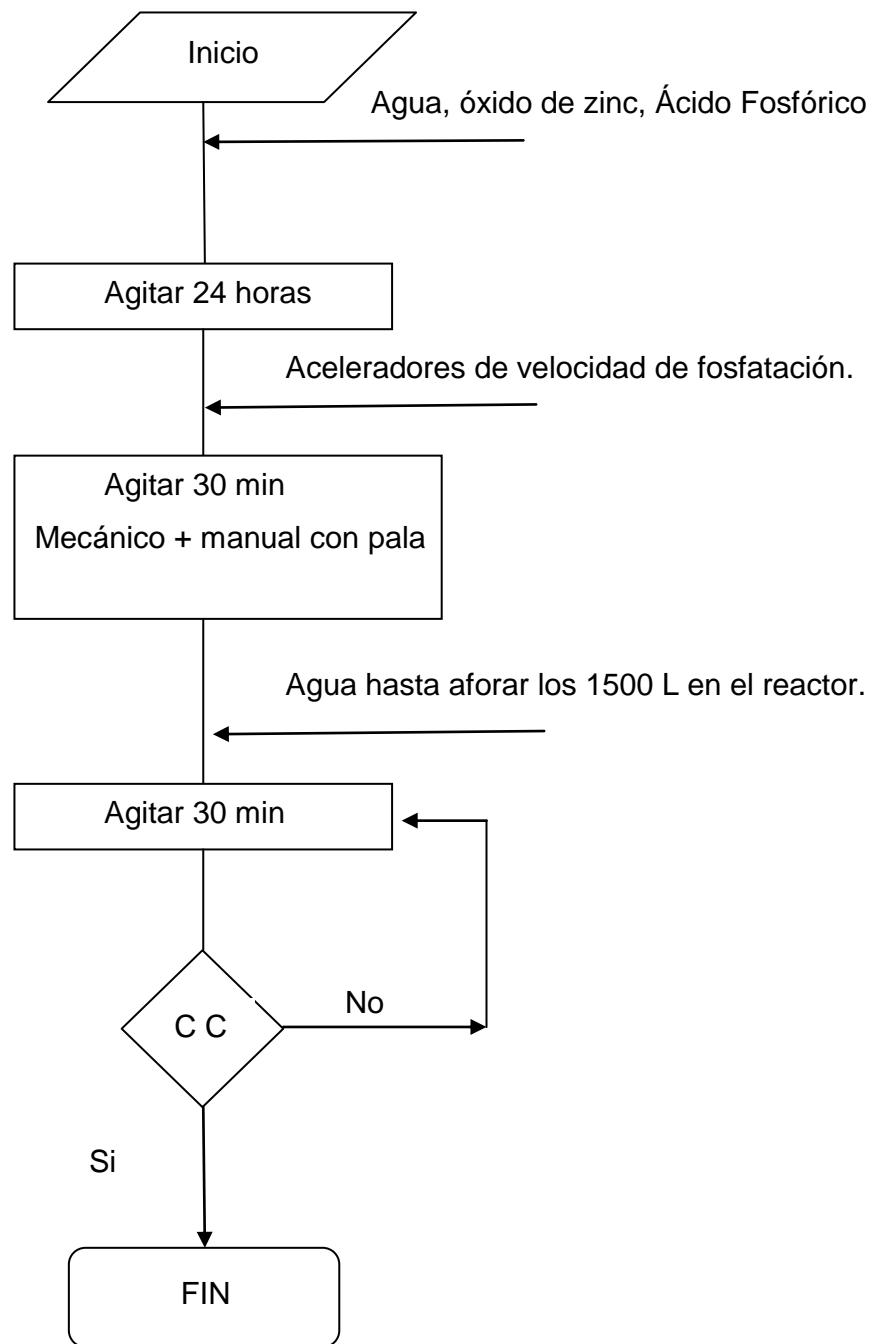 Inicio
Agua, óxido de zinc, Ácido Fosfórico
Agitar 24 horas
Aceleradores de velocidad de fosfatación.
Agitar 30 min
Mecánico + manual con pala
Agua hasta aforar los 1500 L en el reactor.
Agitar 30 min
C C
No
Si
FIN